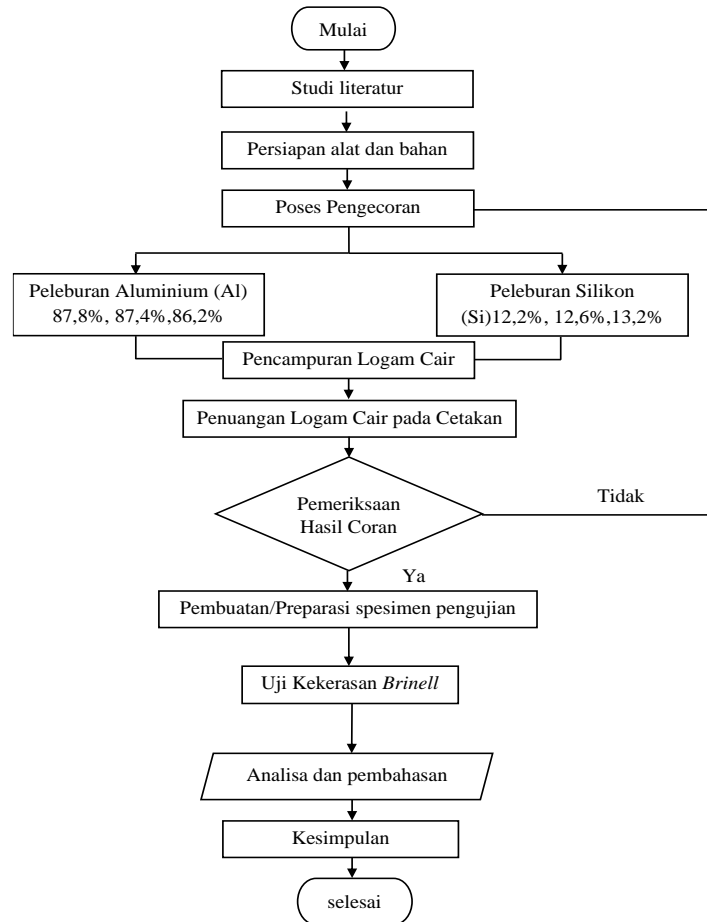 Mulai
Studi literatur
Persiapan alat dan bahan
Poses Pengecoran
Peleburan Aluminium (Al)
87,8%, 87,4%,86,2%
Peleburan Silikon
(Si)12,2%, 12,6%,13,2%
Pencampuran Logam Cair
Penuangan Logam Cair pada Cetakan
Pemeriksaan
Hasil Coran
Tidak
Ya
Pembuatan/Preparasi spesimen pengujian
Uji Kekerasan Brinell
Analisa dan pembahasan
Kesimpulan
selesai